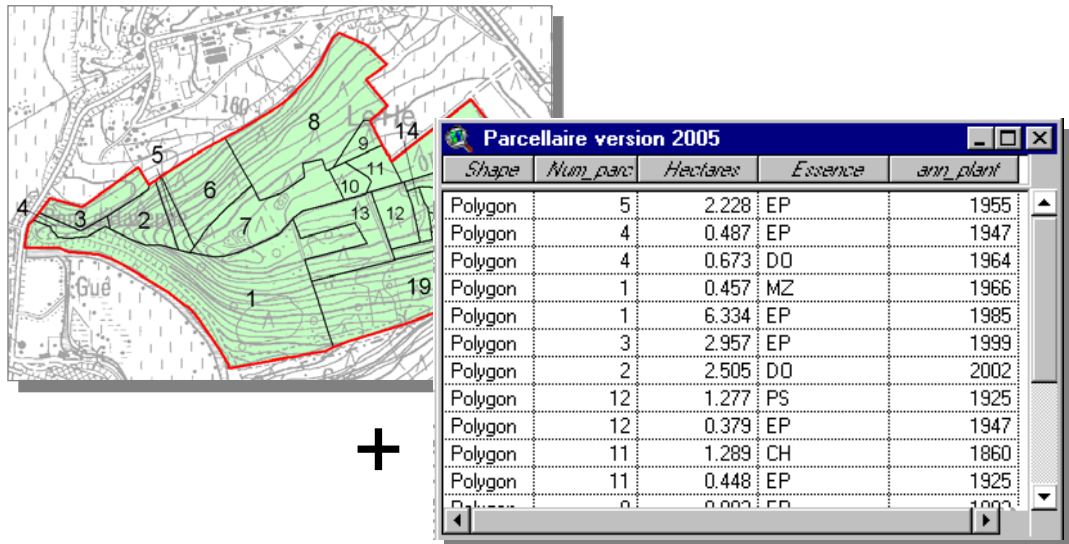 160
8
Le He
14
9
5
11
6
10
4
3
2
13
12
7
Gué
1
19
+
Parcellaire version 2005
Shape Num_parc Hectares Essence ann_plant
Polygon 5 2.228 EP 1955
Polygon 4 0.487 EP 1947
Polygon 4 0.673 DO 1964
Polygon 1 0.457 MZ 1966
Polygon 1 6.334 EP 1985
Polygon 3 2.957 EP 1999
Polygon 2 2.505 DO 2002
Polygon 12 1.277 PS 1925
Polygon 12 0.379 EP 1947
Polygon 11 1.289 CH 1860
Polygon 11 0.448 EP 1925